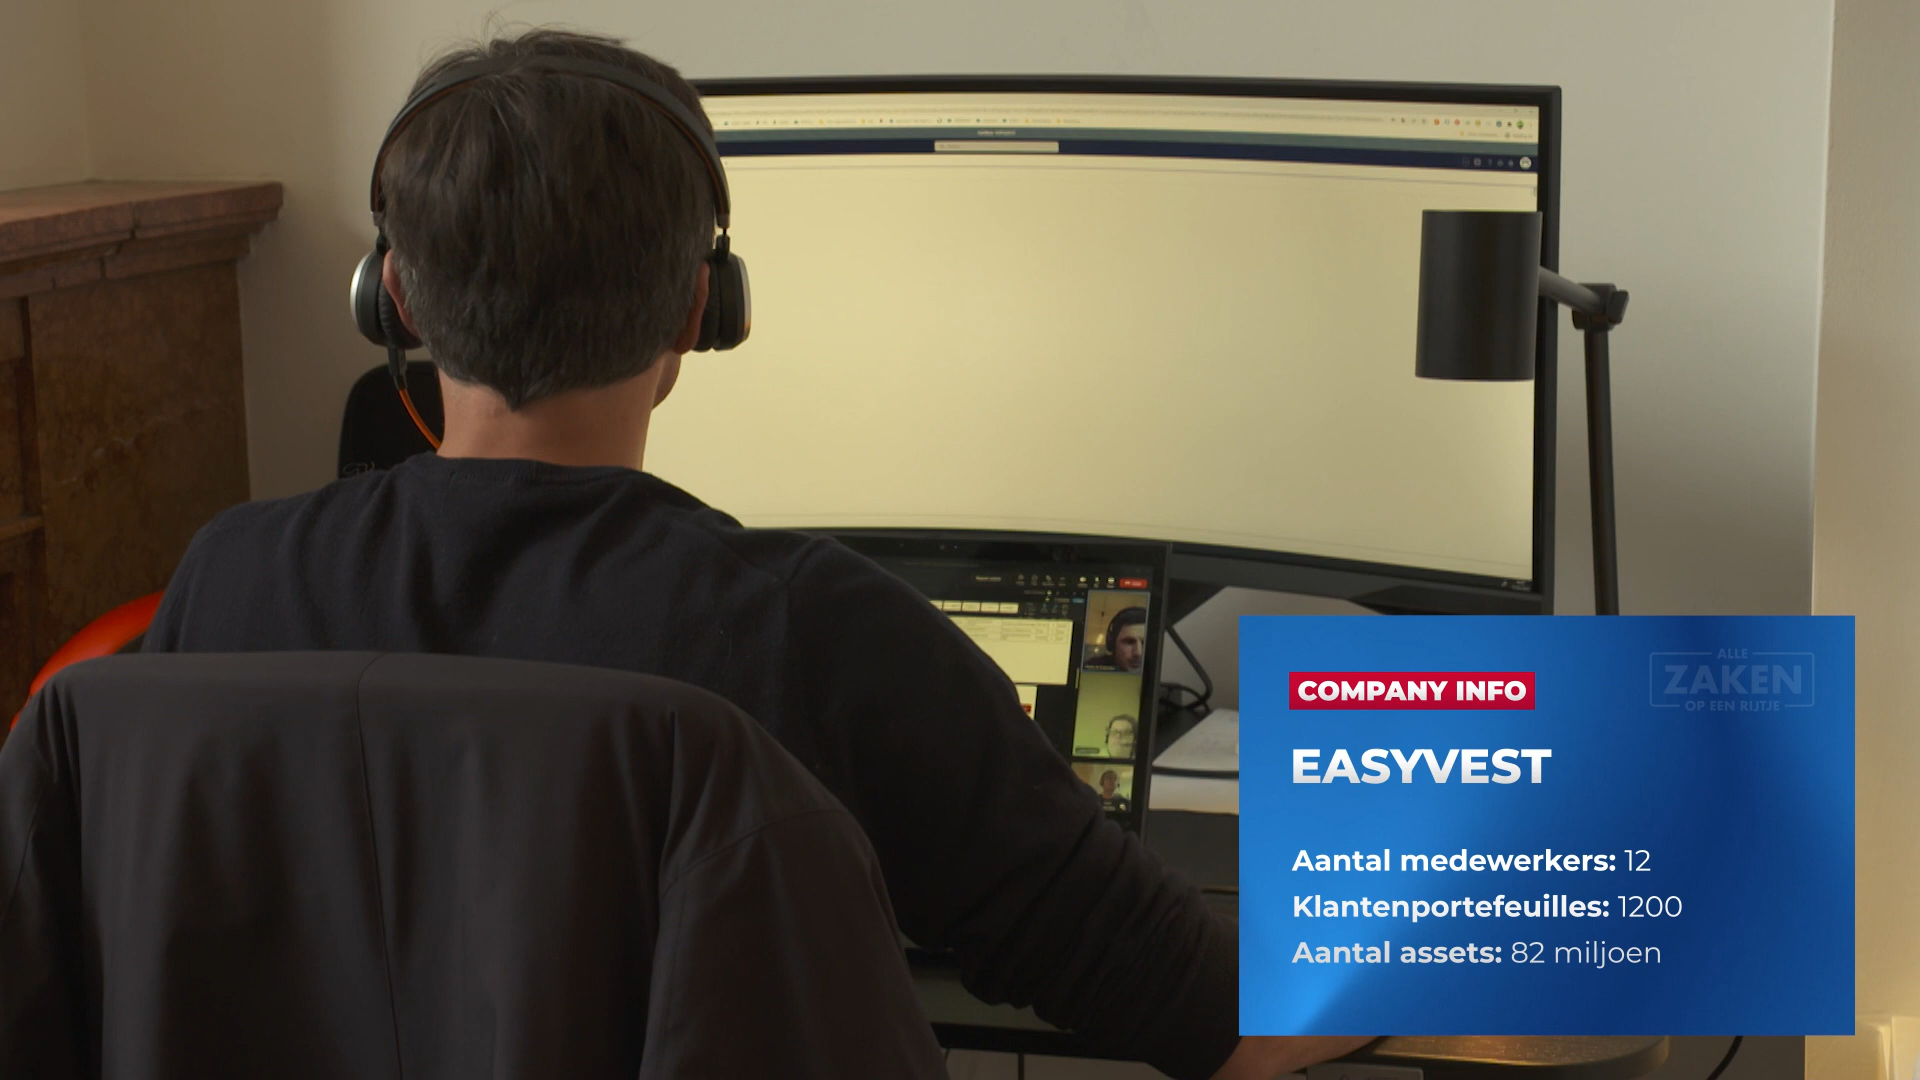 COMPANY INFO
ALLE
ZAKEN
OP EEN RIJTJE
EASYVEST
Aantal medewerkers: 12
Klantenportefeuilles: 1200
Aantal assets: 82 miljoen